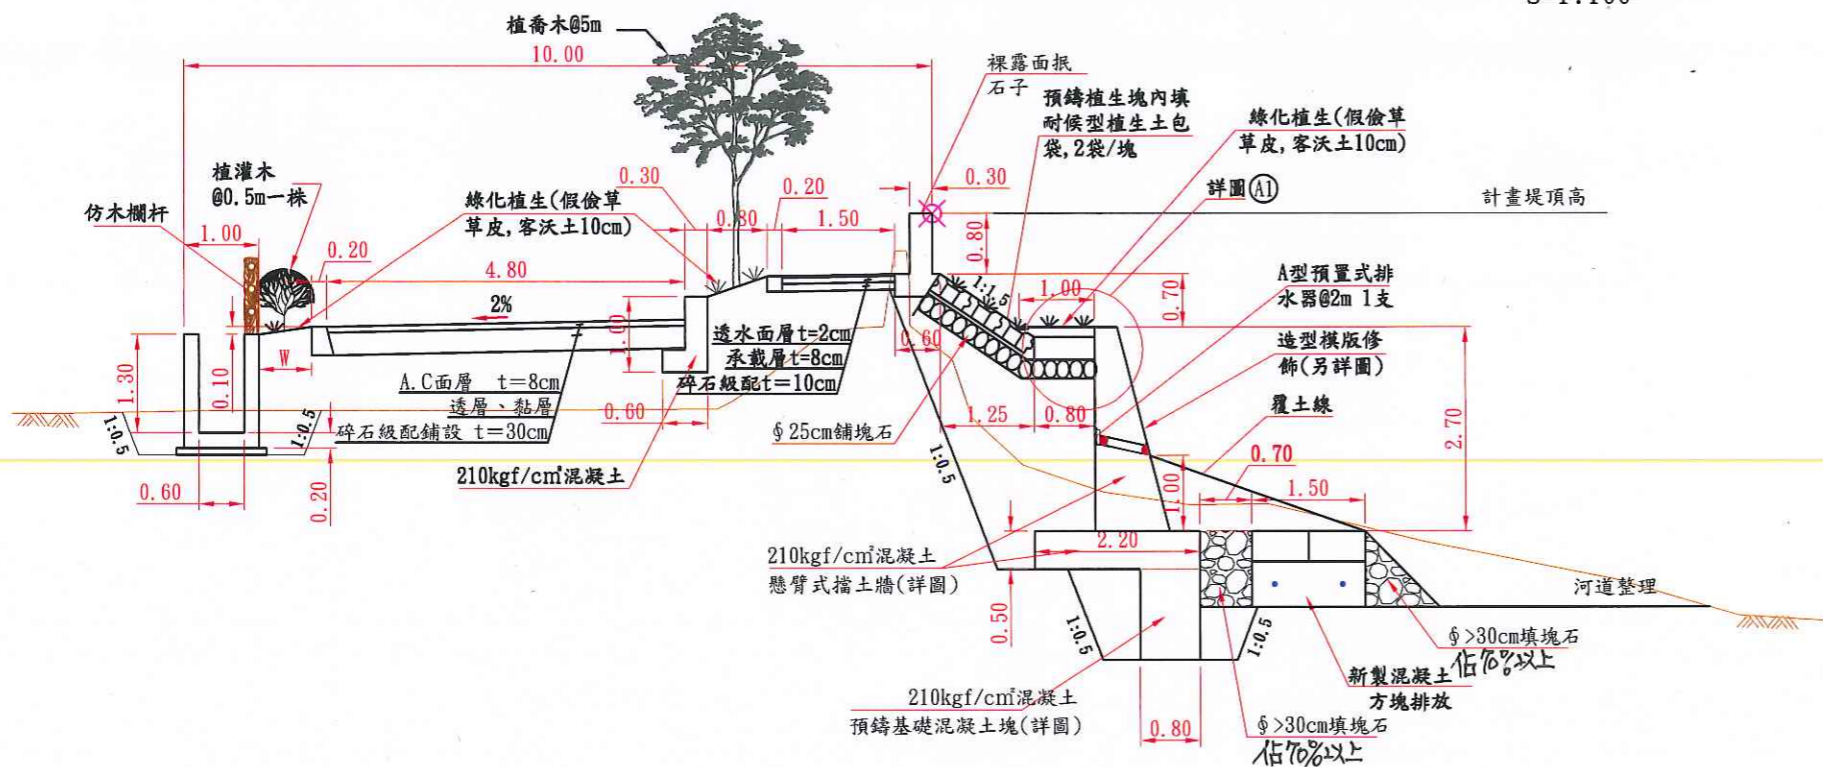 S 1:100
植喬木@5m
10.00
裸露面抿
石子
預鑄植生塊內填
耐侯型植生土包
袋,2袋/塊
綠化植生(假儉草
草皮,客沃土10cm)
植灌木
@0.5m一株
綠化植生(假儉草
草皮,客沃土10cm)
0.30
0.80
0.20
1.50
0.30
詳圖A1
計畫堤頂高
仿木欄杆
1.00
0.20
4.80
2%
0.80
0.70
1:1.5
1.00
A型預置式排
水器@2m 1支
造型模版修
飾(另詳圖)
覆土線
透水面層t=2cm
承載層t=8cm
碎石級配t=10cm
1.00
0.60
1.30
0.10
W
A.C面層 t=8cm
透層、黏層
碎石級配鋪設 t=30cm
0.60
1:0.5
1:0.5
∮25cm舖塊石
1.25
0.80
2.70
0.70
1.50
1.00
210kgf/cm²混凝土
0.60
0.20
1:0.5
210kgf/cm²混凝土
懸臂式擋土牆(詳圖)
2.20
0.50
1:0.5
1:0.5
河道整理
∮>30cm填塊石
佔70%以上
新製混凝土
方塊排放
210kgf/cm²混凝土
預鑄基礎混凝土塊(詳圖)
0.80
∮>30cm填塊石
佔70%以上